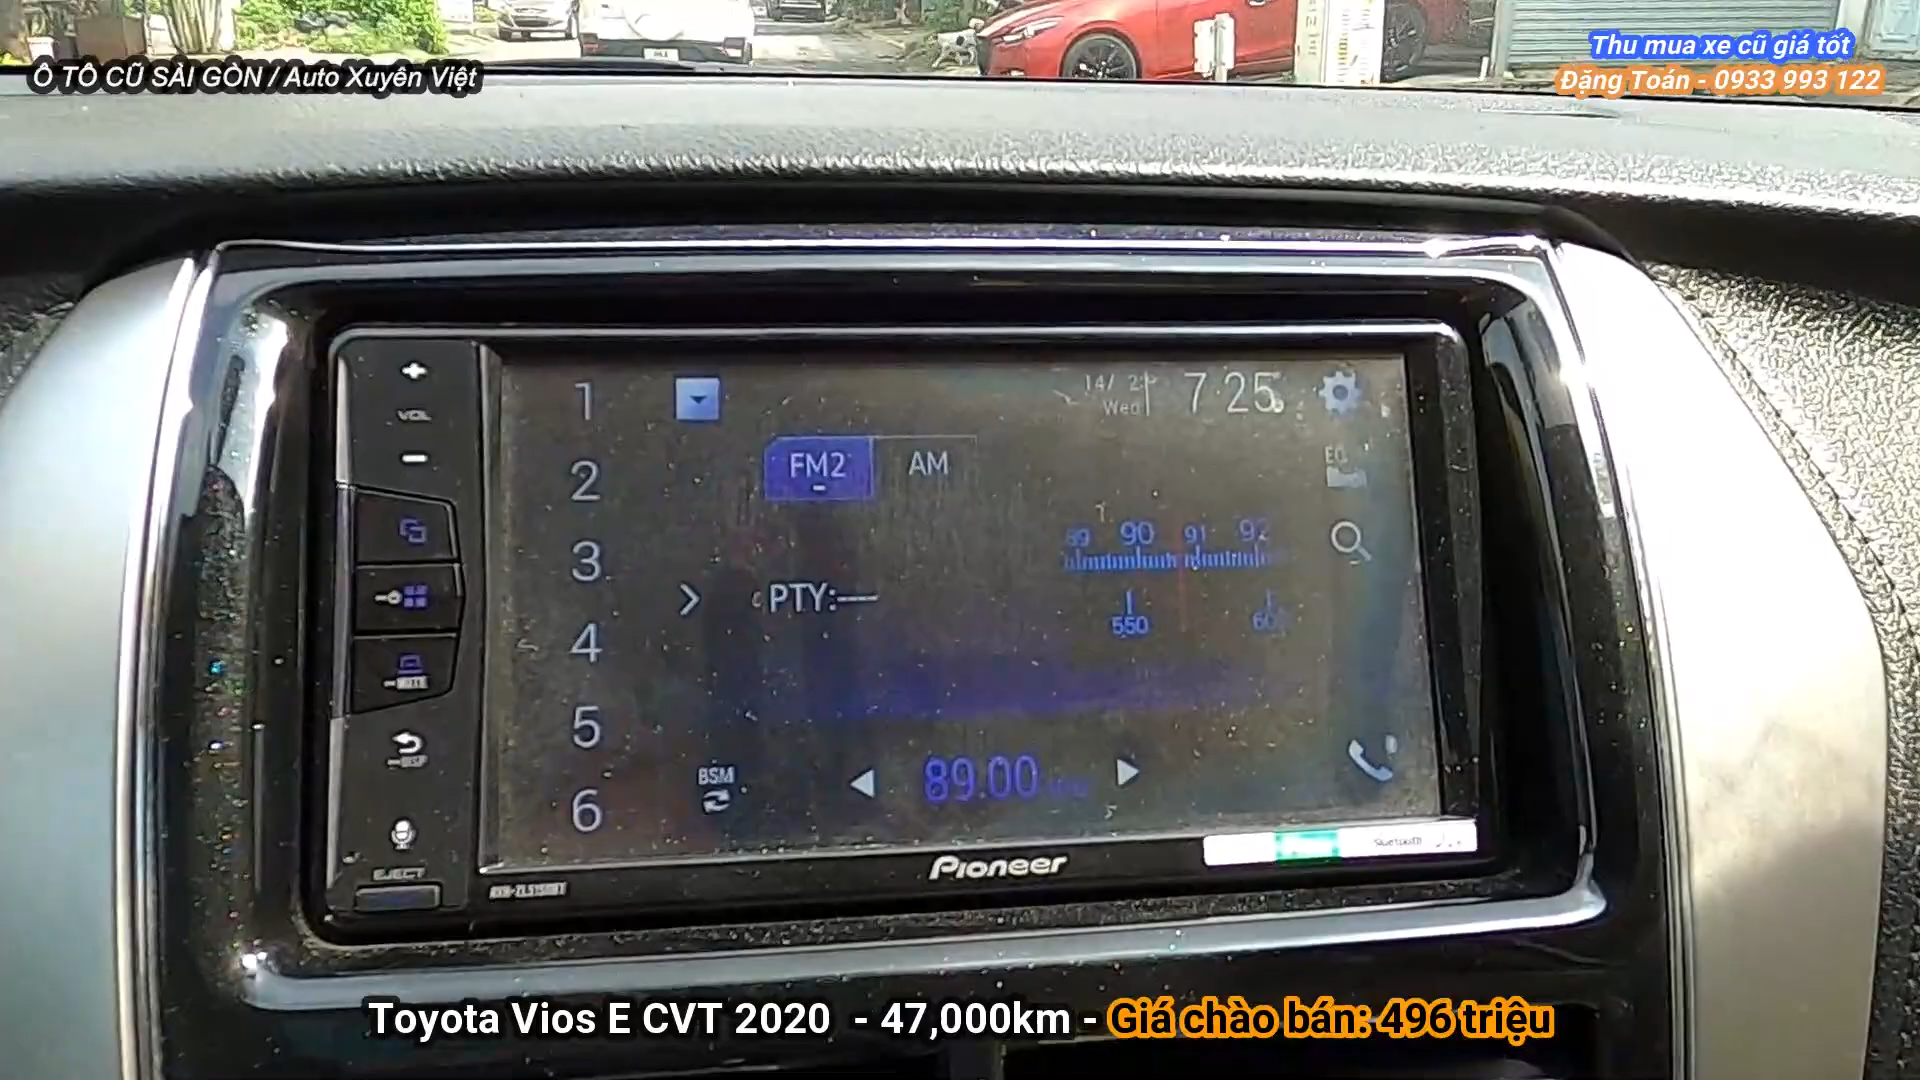 Ô TÔ CŨ SÀI GÒN / Auto Xuyên Việt
Thu mua xe cũ giá tốt
Đặng Toán - 0933 993 122
VOL
1
2
3
4
5
6
Wed
7:25
FM2
AM
EQ
89 90 91 92
PTY:
550
BSM
89.00
EJECT
Pioneer
Bluetooth
Toyota Vios E CVT 2020 - 47,000km - Giá chào bán: 496 triệu